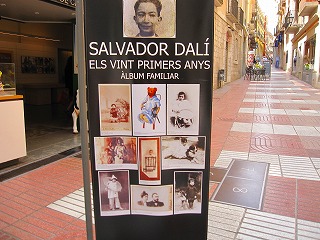 SALVADOR DALÍ
ELS VINT PRIMERS ANYS
ÀLBUM FAMILIAR